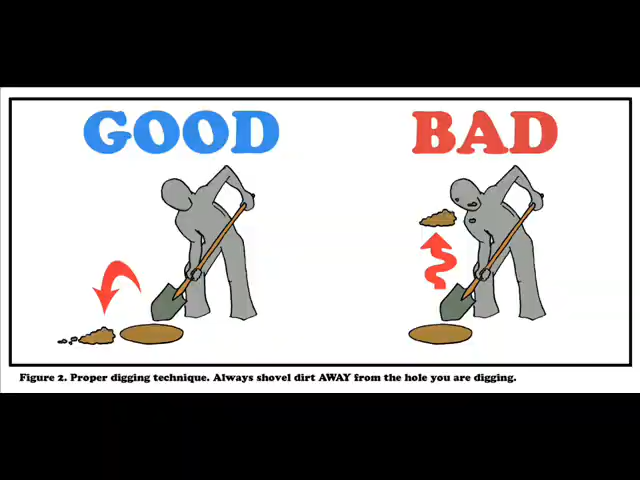 GOOD BAD
Figure 2. Proper digging technique. Always shovel dirt AWAY from the hole you are digging.